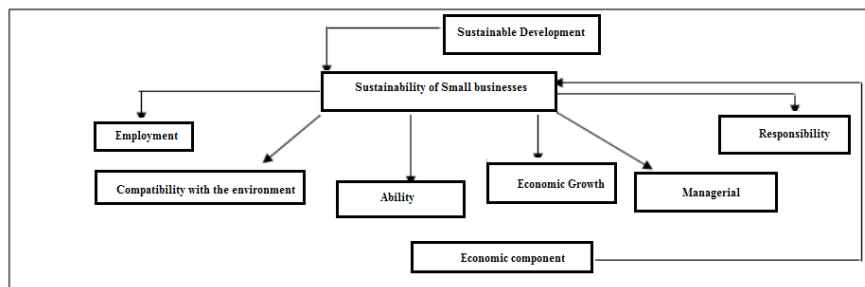 Sustainable Development
Sustainability of Small businesses
Employment
Responsibility
Compatibility with the environment
Ability
Economic Growth
Managerial
Economic component